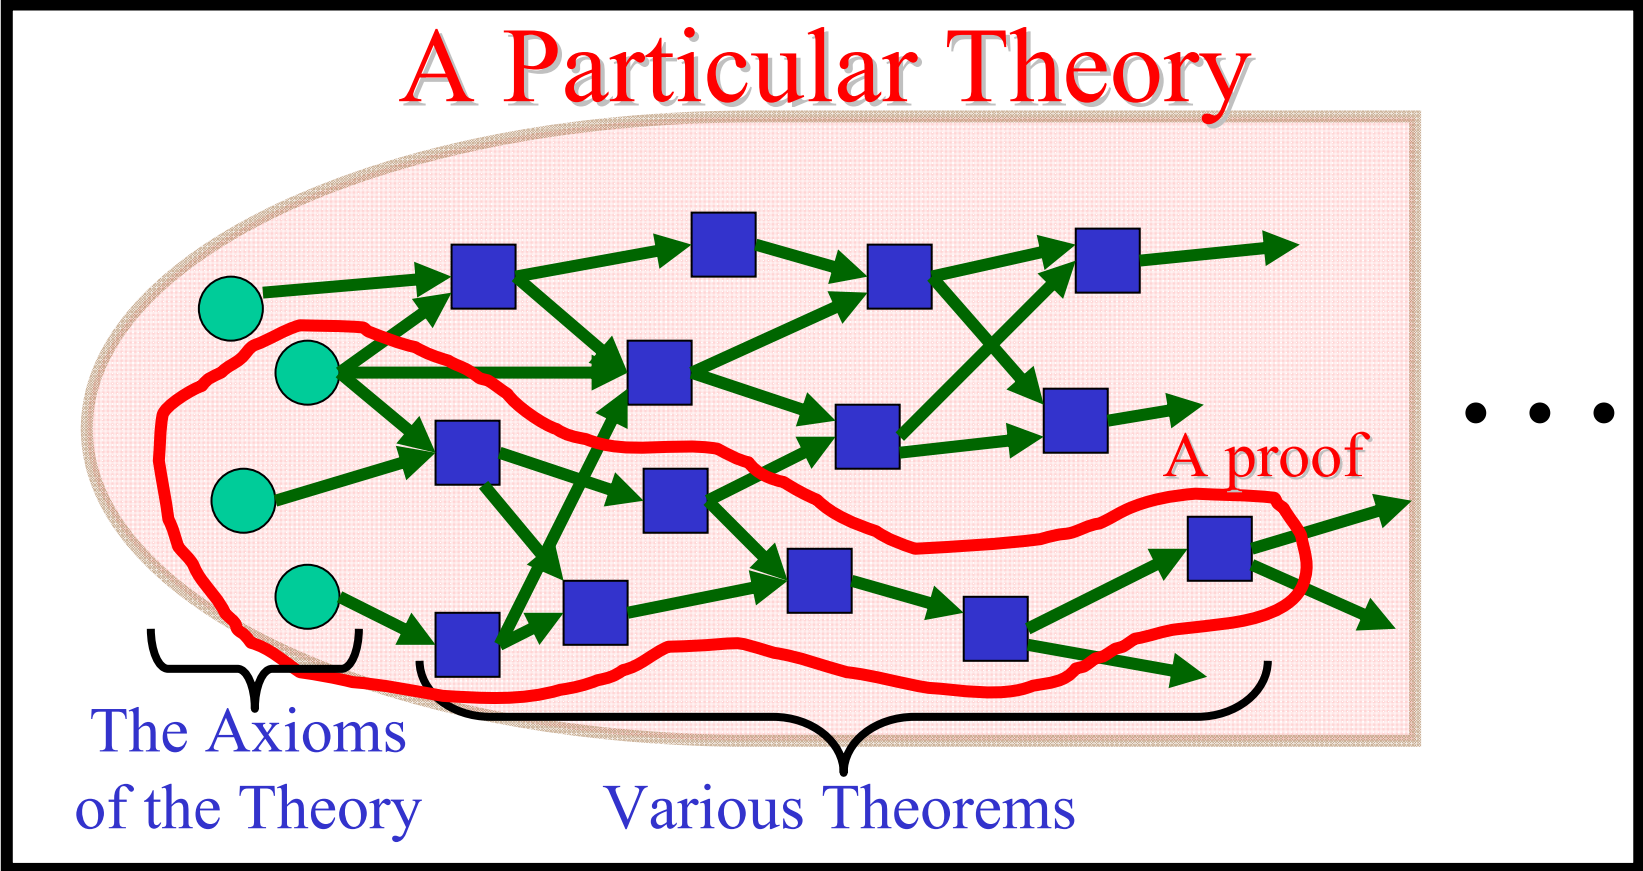 A Particular Theory
A proof
The Axioms
of the Theory
Various Theorems